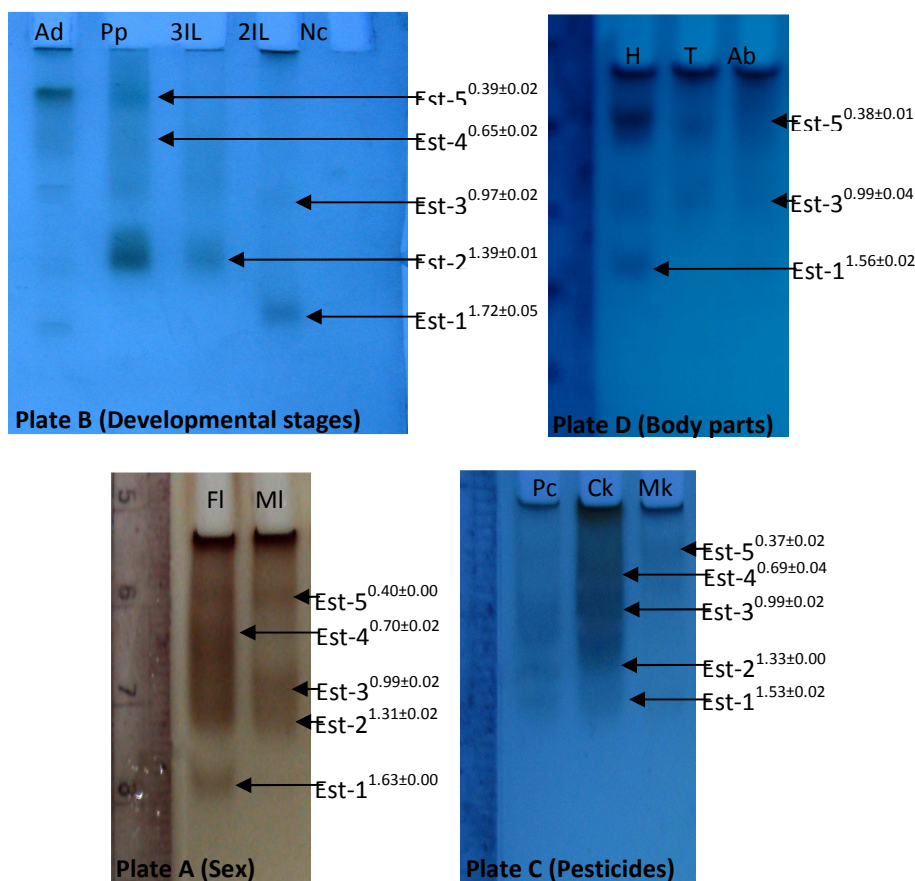 Ad Pp 3IL 2IL Nc
Est-5 0.39±0.02
Est-4 0.65±0.02
Est-3 0.97±0.02
Est-2 1.39±0.01
Est-1 1.72±0.05
Plate B (Developmental stages)
H T Ab
Est-5 0.38±0.01
Est-3 0.99±0.04
Est-1 1.56±0.02
Plate D (Body parts)
5
6
7
8
Fl Ml
Est-5 0.40±0.00
Est-4 0.70±0.02
Est-3 0.99±0.02
Est-2 1.31±0.02
Est-1 1.63±0.00
Plate A (Sex)
Pc Ck Mk
Est-5 0.37±0.02
Est-4 0.69±0.04
Est-3 0.99±0.02
Est-2 1.33±0.00
Est-1 1.53±0.02
Plate C (Pesticides)